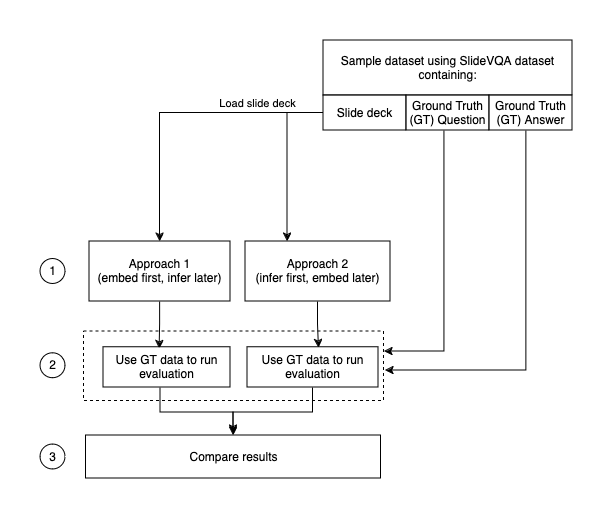 Sample dataset using SlideVQA dataset
containing:
Slide deck
Ground Truth
(GT) Question
Ground Truth
(GT) Answer
Load slide deck
1
Approach 1
(embed first, infer later)
Approach 2
(infer first, embed later)
2
Use GT data to run
evaluation
Use GT data to run
evaluation
3
Compare results